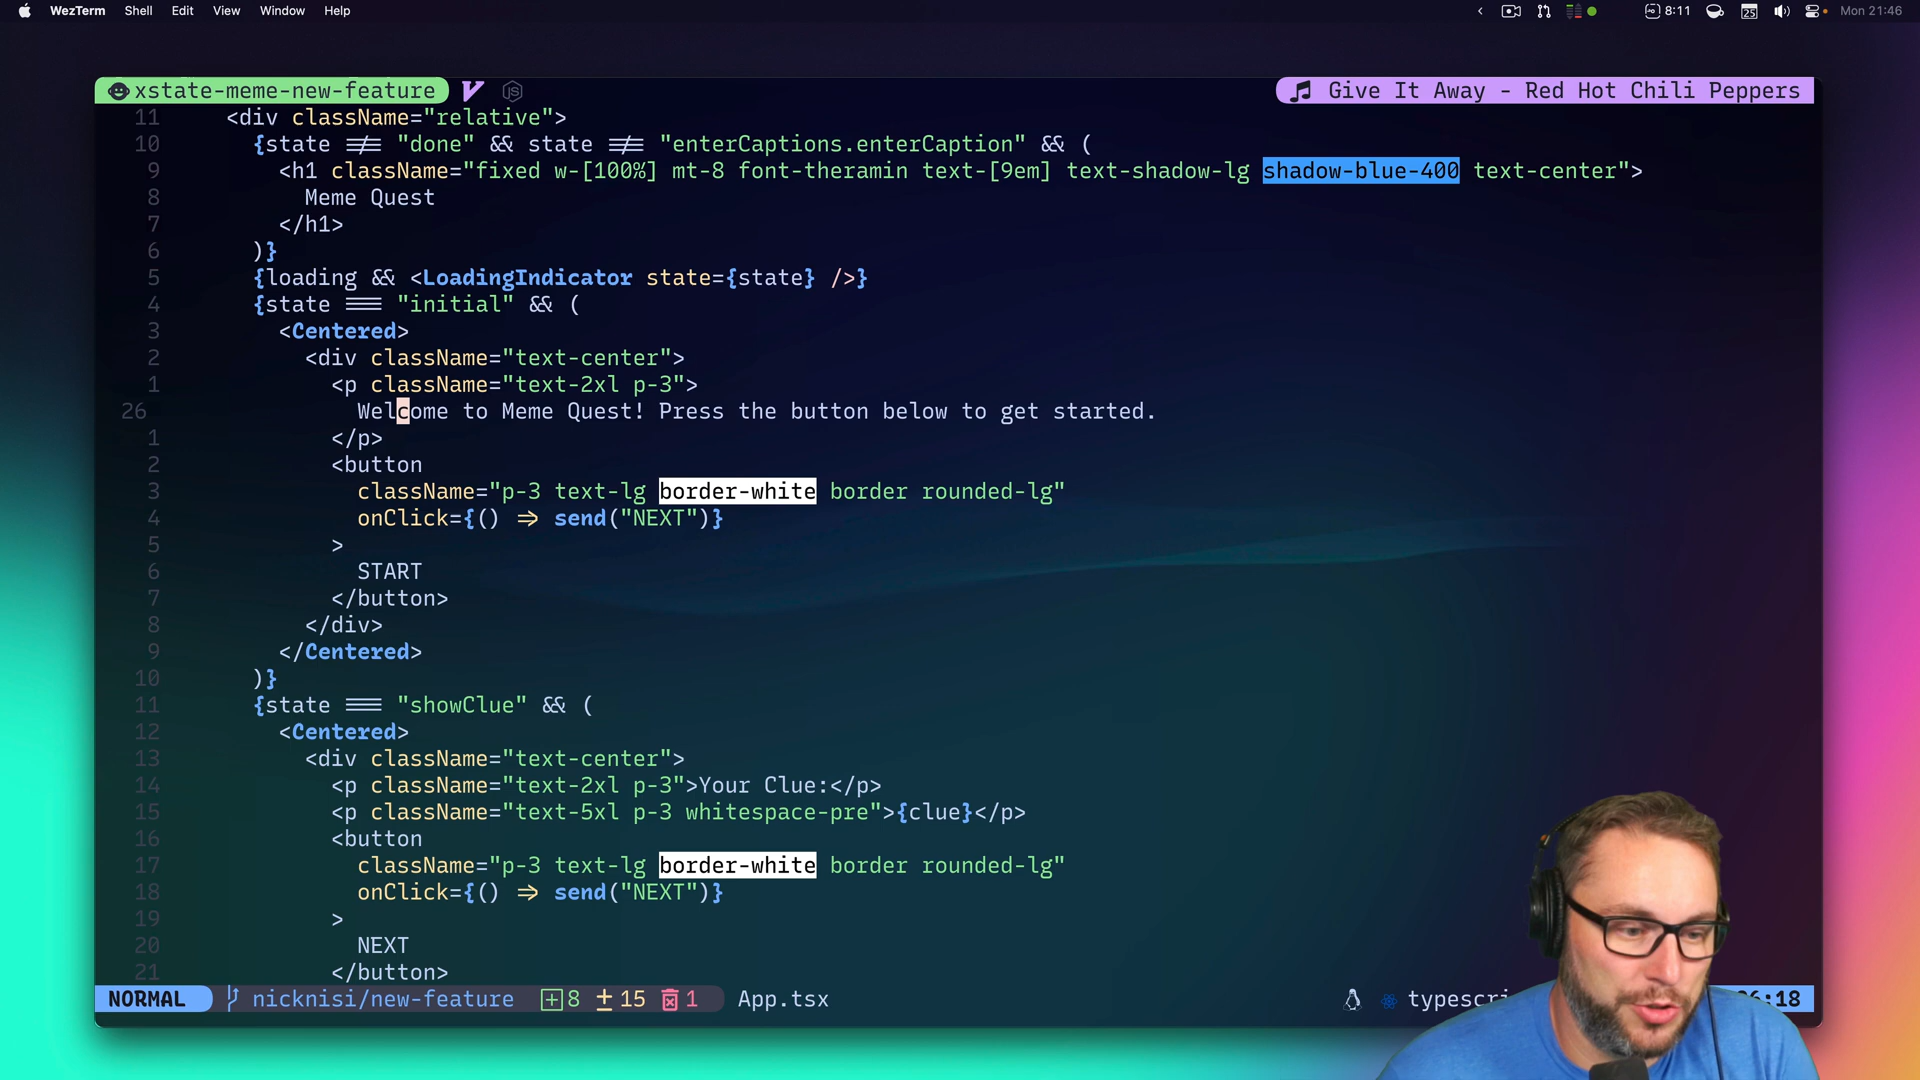 WezTerm Shell Edit View Window Help 8:11 25 Mon 21:46
xstate-meme-new-feature Give It Away - Red Hot Chili Peppers
11 <div className="relative">
10 {state !== "done" && state !== "enterCaptions.enterCaption" && (
9 <h1 className="fixed w-[100%] mt-8 font-theramin text-[9em] text-shadow-lg shadow-blue-400 text-center">
8 Meme Quest
7 </h1>
6 )}
5 {loading && <LoadingIndicator state={state} />}
4 {state === "initial" && (
3 <Centered>
2 <div className="text-center">
1 <p className="text-2xl p-3">
26 Welcome to Meme Quest! Press the button below to get started.
1 </p>
2 <button
3 className="p-3 text-lg border-white border rounded-lg"
4 onClick={() => send("NEXT")}
5 >
6 START
7 </button>
8 </div>
9 </Centered>
10 )}
11 {state === "showClue" && (
12 <Centered>
13 <div className="text-center">
14 <p className="text-2xl p-3">Your Clue:</p>
15 <p className="text-5xl p-3 whitespace-pre">{clue}</p>
16 <button
17 className="p-3 text-lg border-white border rounded-lg"
18 onClick={() => send("NEXT")}
19 >
20 NEXT
21 </button>
NORMAL nicknisi/new-feature 8 ± 15 1 App.tsx :18